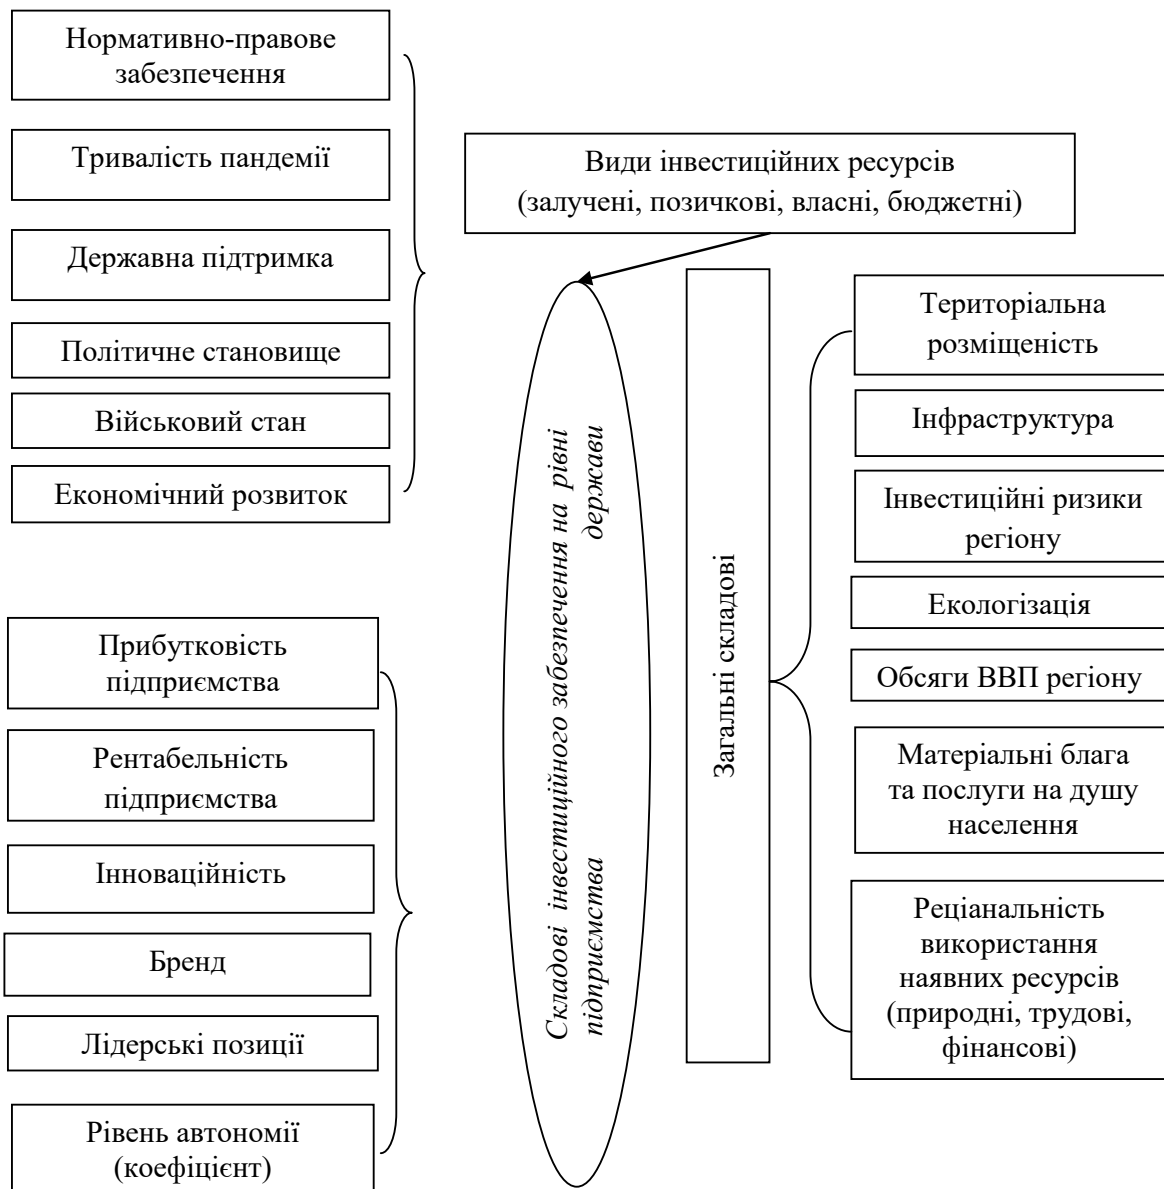 Нормативно-правове
забезпечення
Тривалість пандемії
Державна підтримка
Політичне становище
Військовий стан
Економічний розвиток
Прибутковість
підприємства
Рентабельність
підприємства
Інноваційність
Бренд
Лідерські позиції
Рівень автономії
(коефіцієнт)
Види інвестиційних ресурсів
(залучені, позичкові, власні, бюджетні)
Складові інвестиційного забезпечення на рівні
підприємства держави
Загальні складові
Територіальна
розміщеність
Інфраструктура
Інвестиційні ризики
регіону
Екологізація
Обсяги ВВП регіону
Матеріальні блага
та послуги на душу
населення
Реціанальність
використання
наявних ресурсів
(природні, трудові,
фінансові)